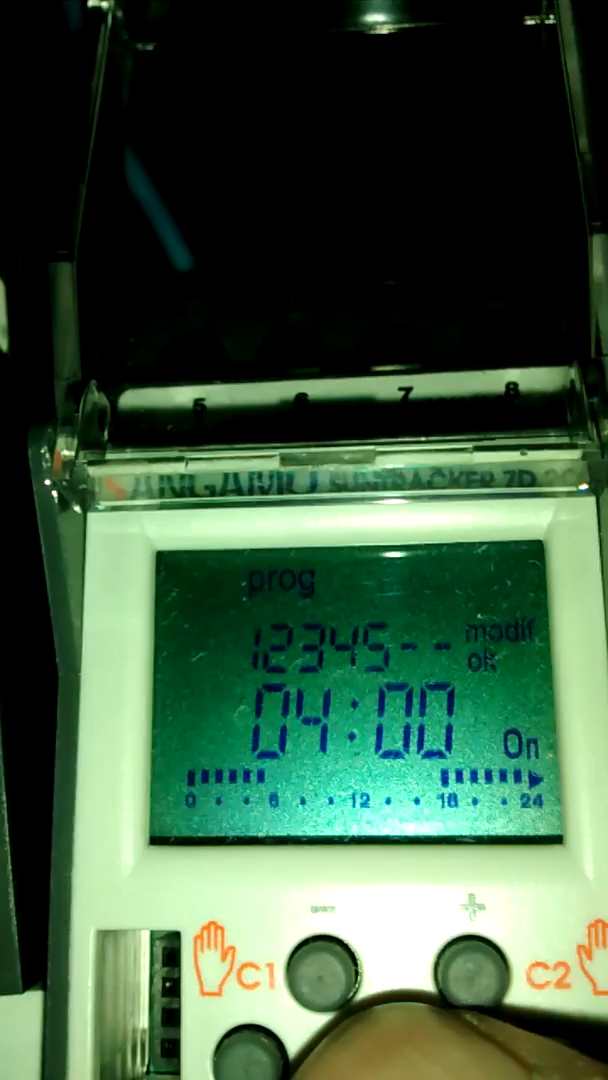 5 6 7 8
SANGAMO SUNTRACKER 7D
prog
12345-- modif
ok
04:00
On
0 6 12 18 24
- +
C1 C2